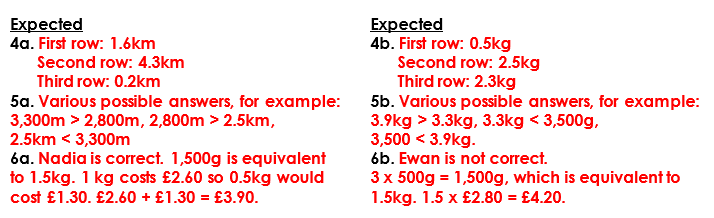 Expected
4a. First row: 1.6km
Second row: 4.3km
Third row: 0.2km
5a. Various possible answers, for example:
3,300m > 2,800m, 2,800m > 2.5km,
2.5km < 3,300m
6a. Nadia is correct. 1,500g is equivalent
to 1.5kg. 1 kg costs £2.60 so 0.5kg would
cost £1.30. £2.60 + £1.30 = £3.90.
Expected
4b. First row: 0.5kg
Second row: 2.5kg
Third row: 2.3kg
5b. Various possible answers, for example:
3.9kg > 3.3kg, 3.3kg < 3,500g,
3,500 < 3.9kg.
6b. Ewan is not correct.
3 x 500g = 1,500g, which is equivalent to
1.5kg. 1.5 x £2.80 = £4.20.